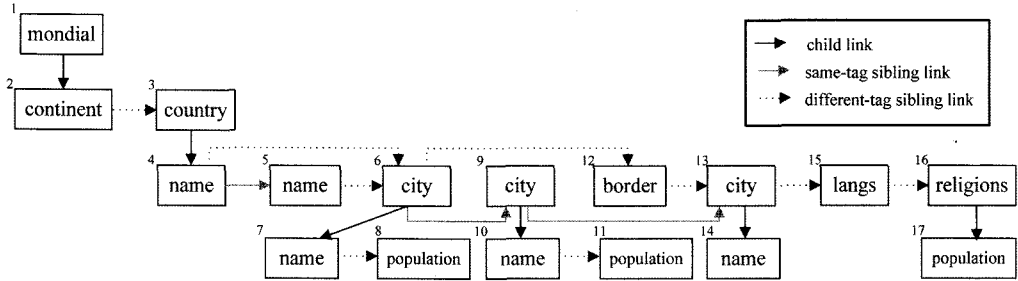 1
mondial
child link
same-tag sibling link
different-tag sibling link
2 3
continent country
4 5 6 9 12 13 15 16
name name city city border city langs religions
7 8 10 11 14 17
name population name population name population